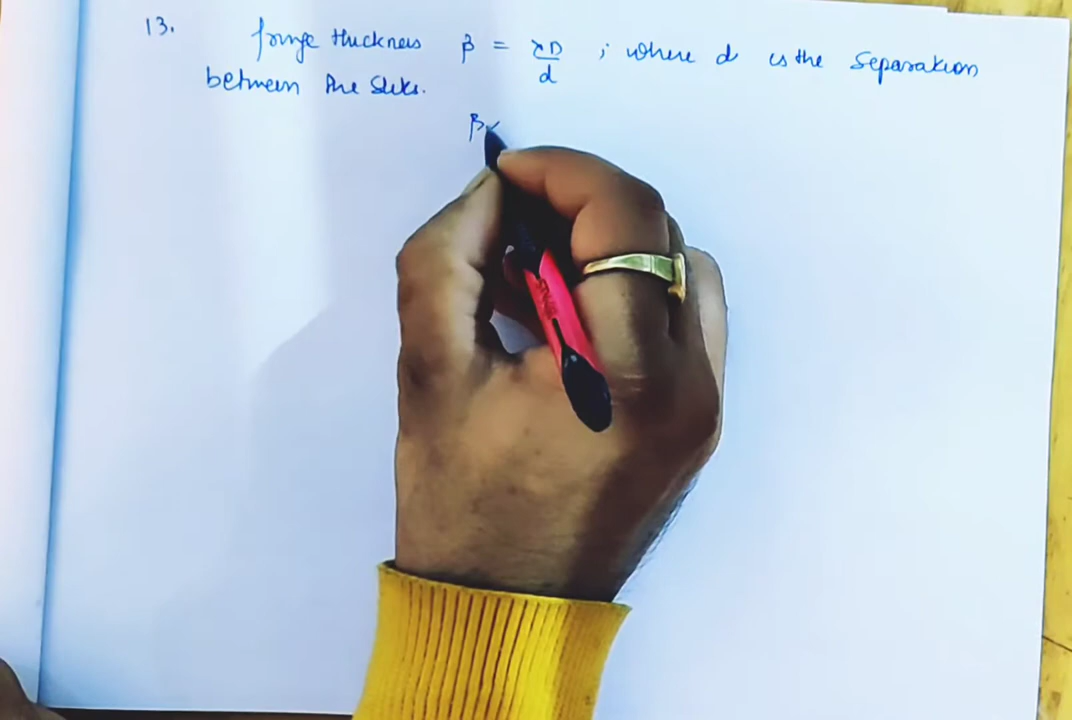 13. fringe thickness β = λD/d ; where d is the separation
between the slits.
β